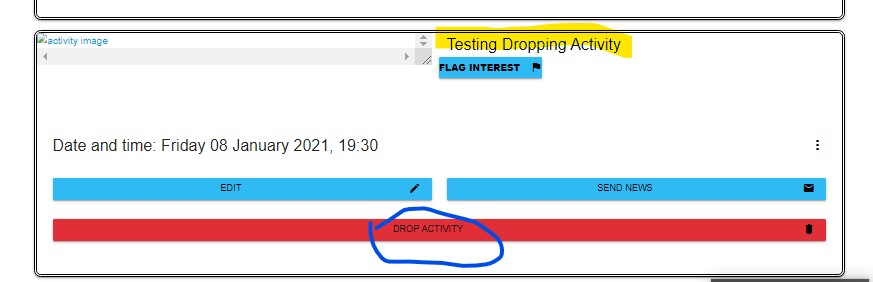 activity image
Testing Dropping Activity
FLAG INTEREST
Date and time: Friday 08 January 2021, 19:30
EDIT
SEND NEWS
DROP ACTIVITY